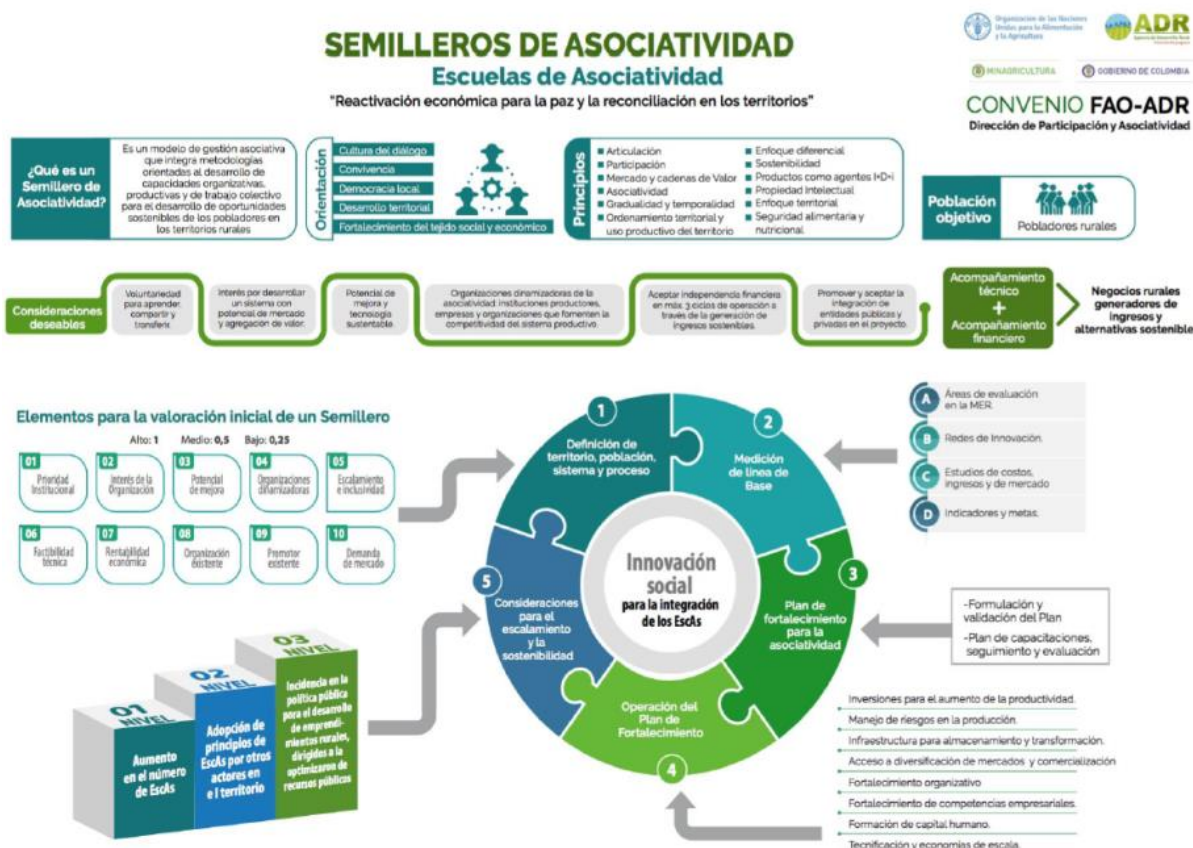 SEMILLEROS DE ASOCIATIVIDAD
Escuelas de Asociatividad
"Reactivación económica para la paz y la reconciliación en los territorios"
Organización de las Naciones
Unidas para la Alimentación
y la Agricultura
ADR
MINAGRICULTURA
GOBIERNO DE COLOMBIA
CONVENIO FAO-ADR
Dirección de Participación y Asociatividad
¿Qué es un
Semillero de
Asociatividad?
Es un modelo de gestión asociativa
que integra metodologías
orientadas al desarrollo de
capacidades organizativas,
productivas y de trabajo colectivo
para el desarrollo de oportunidades
sostenibles de los pobladores en
los territorios rurales
Orientación
Cultura del diálogo
Convivencia
Democracia local
Desarrollo territorial
Fortalecimiento del tejido social y económico
Principios
Articulación
Participación
Mercado y cadenas de Valor
Asociatividad
Gradualidad y temporalidad
Ordenamiento territorial y
uso productivo del territorio
Enfoque diferencial
Sostenibilidad
Productos como agentes I+D+i
Propiedad Intelectual
Enfoque territorial
Seguridad alimentaria y
nutricional
Población
objetivo
Pobladores rurales
Consideraciones
deseables
Voluntariedad
para aprender,
compartir y
transferir.
Interés por desarrollar
un sistema con
potencial de mercado
y agregación de valor.
Potencial de
mejora y
tecnología
sustentable.
Organizaciones dinamizadoras de la
asociatividad: instituciones productores,
empresas y organizaciones que fomenten la
competitividad del sistema productivo.
Aceptar independencia financiera
en máx. 3 ciclos de operación a
través de la generación de
ingresos sostenibles.
Promover y aceptar la
integración de
entidades públicas y
privadas en el proyecto.
Acompañamiento
técnico
+
Acompañamiento
financiero
Negocios rurales
generadores de
ingresos y
alternativas sostenible
Elementos para la valoración inicial de un Semillero
Alto: 1 Medio: 0,5 Bajo: 0,25
01
Prioridad
Institucional
02
Interés de la
Organización
03
Potencial
de mejora
04
Organizaciones
dinamizadoras
05
Escalamiento
e inclusividad
06
Factibilidad
técnica
07
Rentabilidad
económica
08
Organización
existente
09
Promotor
existente
10
Demanda
de mercado
1
Definición de
territorio, población,
sistema y proceso
2
Medición
de línea de
Base
3
Plan de
fortalecimiento
para la
asociatividad
4
Operación del
Plan de
Fortalecimiento
5
Consideraciones
para el
escalamiento
y la
sostenibilidad
Innovación
social
para la integración
de los EscAs
A
Áreas de evaluación
en la MER.
B
Redes de Innovación.
C
Estudios de costos,
ingresos y de mercado
D
Indicadores y metas.
-Formulación y
validación del Plan
-Plan de capacitaciones,
seguimiento y evaluación
Inversiones para el aumento de la productividad.
Manejo de riesgos en la producción.
Infraestructura para almacenamiento y transformación.
Acceso a diversificación de mercados y comercialización
Fortalecimiento organizativo
Fortalecimiento de competencias empresariales.
Formación de capital humano.
Tecnificación y economías de escala.
01
NIVEL
Aumento
en el número
de EscAs
02
NIVEL
Adopción de
principios de
EscAs por otros
actores en
e l territorio
03
NIVEL
Incidencia en la
política pública
para el desarrollo
de emprendi-
mientos rurales,
dirigidos a la
optimizaron de
recursos públicos